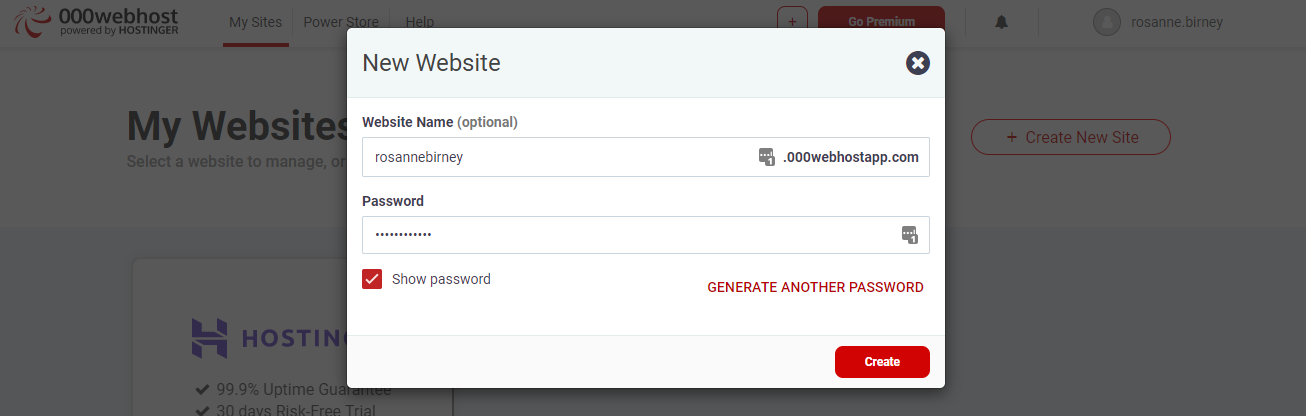 000webhost
powered by HOSTINGER
My Sites Power Store Help + Go Premium rosanne.birney
New Website
My Websites
Select a website to manage, or
+ Create New Site
Website Name (optional)
rosannebirney .000webhostapp.com
Password
••••••••••••
Show password
GENERATE ANOTHER PASSWORD
Create
HOSTING
99.9% Uptime Guarantee
30 days Risk-Free Trial